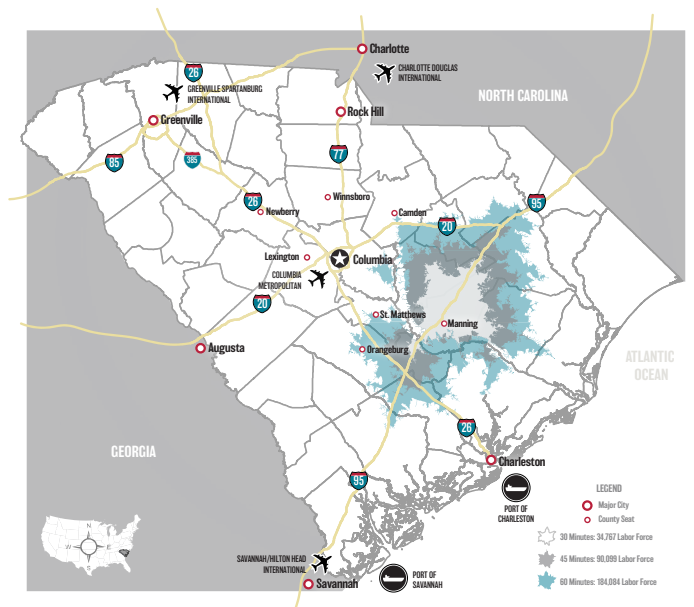 Charlotte
26
CHARLOTTE DOUGLAS
INTERNATIONAL
GREENVILLE SPARTANBURG
INTERNATIONAL
NORTH CAROLINA
Rock Hill
Greenville
77
85
385
26
Winnsboro
95
Newberry
Camden
20
Lexington
Columbia
COLUMBIA
METROPOLITAN
20
St. Matthews
Manning
Augusta
Orangeburg
ATLANTIC
OCEAN
26
GEORGIA
Charleston
95
PORT OF
CHARLESTON
LEGEND
Major City
County Seat
30 Minutes: 34,767 Labor Force
45 Minutes: 90,099 Labor Force
60 Minutes: 184,084 Labor Force
N
W
E
S
SAVANNAH/HILTON HEAD
INTERNATIONAL
Savannah
PORT OF
SAVANNAH